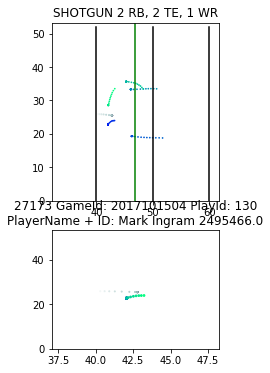 SHOTGUN 2 RB, 2 TE, 1 WR
50
40
30
20
10
0
40 50 60
27173 GameId: 2017101504 PlayId: 130
PlayerName + ID: Mark Ingram 2495466.0
40
20
0
37.5 40.0 42.5 45.0 47.5